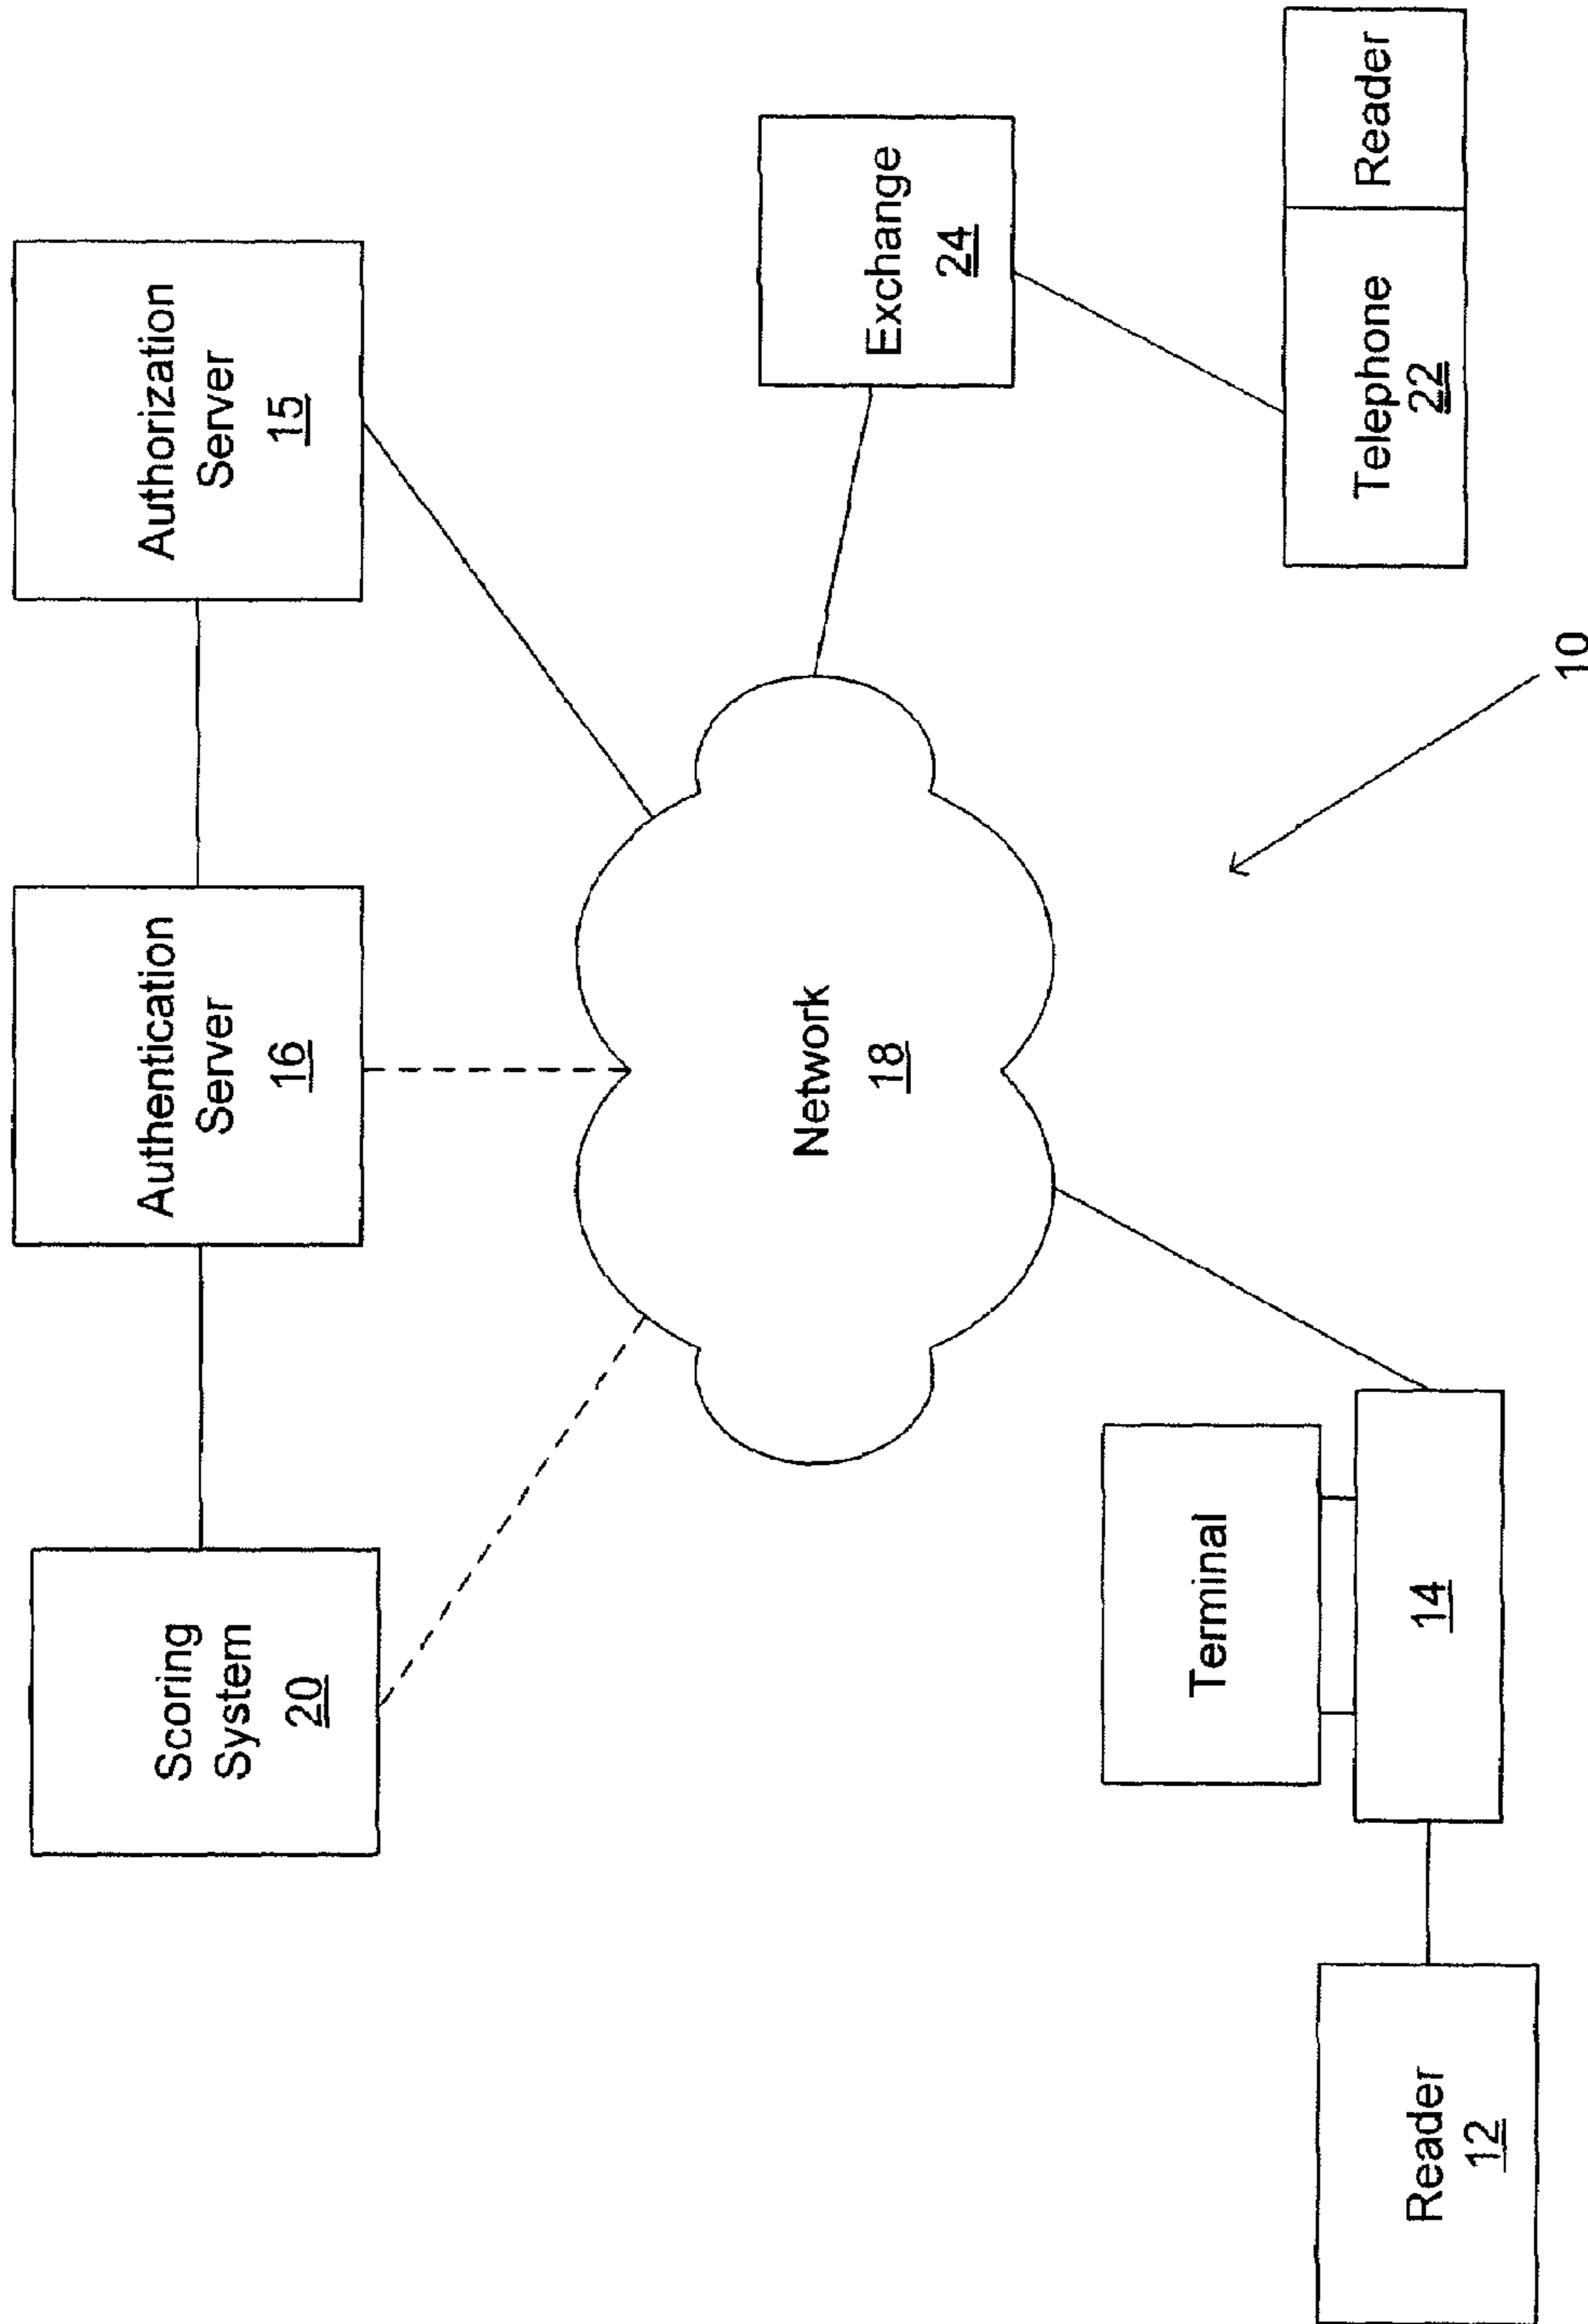 Scoring
System
20
Authentication
Server
16
Authorization
Server
15
Network
18
Exchange
24
Terminal
14
Reader
12
Telephone
22
Reader
10